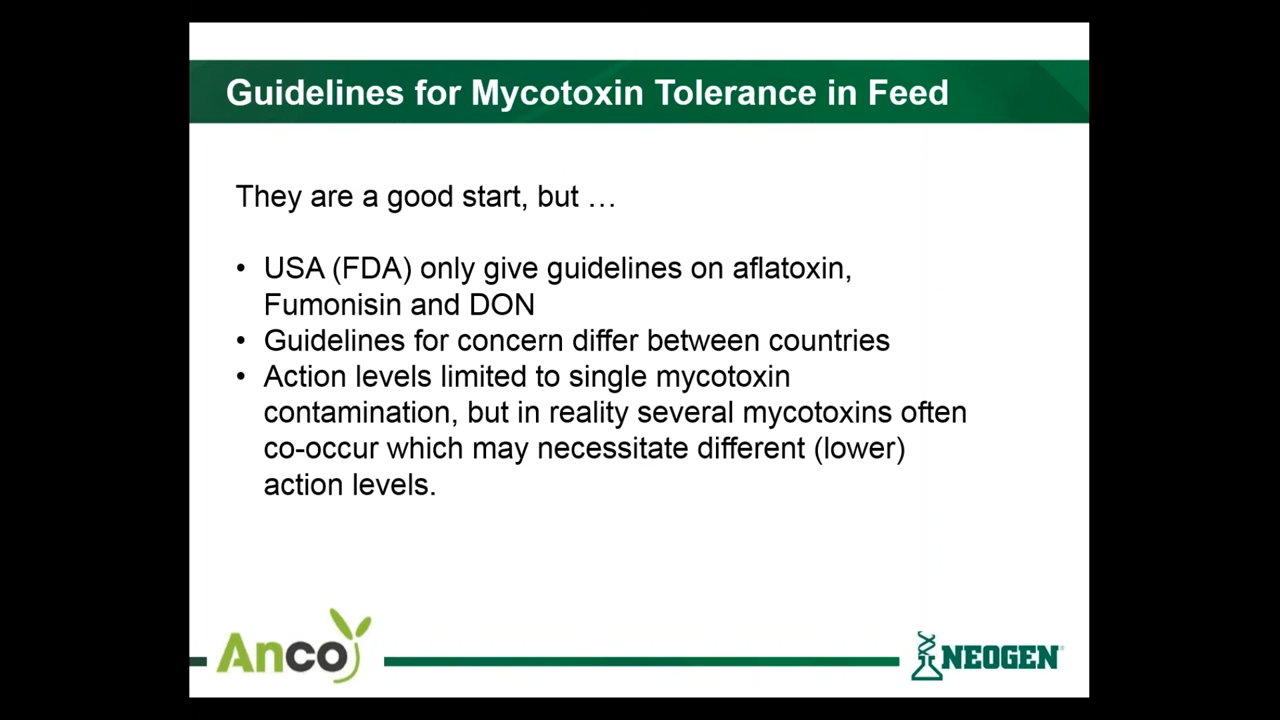 Guidelines for Mycotoxin Tolerance in Feed
They are a good start, but …
• USA (FDA) only give guidelines on aflatoxin,
Fumonisin and DON
• Guidelines for concern differ between countries
• Action levels limited to single mycotoxin
contamination, but in reality several mycotoxins often
co-occur which may necessitate different (lower)
action levels.
Anco
NEOGEN